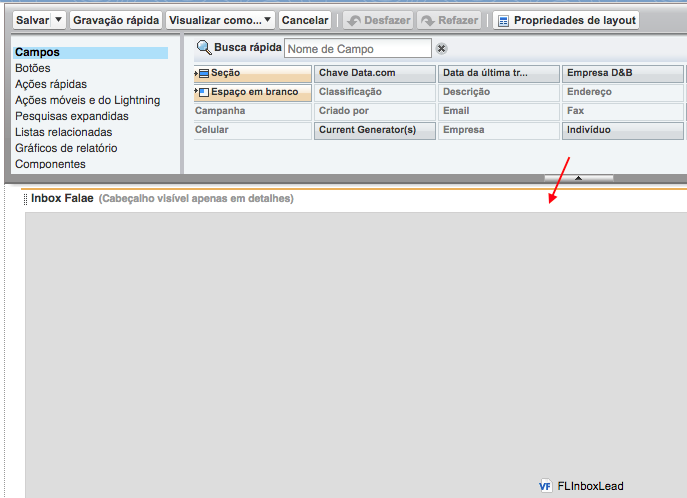 Salvar Gravação rápida Visualizar como... Cancelar Desfazer Refazer Propriedades de layout
Campos
Botões
Ações rápidas
Ações móveis e do Lightning
Pesquisas expandidas
Listas relacionadas
Gráficos de relatório
Componentes
Busca rápida Nome de Campo
Seção Chave Data.com Data da última tr... Empresa D&B
Espaço em branco Classificação Descrição Endereço
Campanha Criado por Email Fax
Celular Current Generator(s) Empresa Indivíduo
Inbox Falae (Cabeçalho visível apenas em detalhes)
VF FLInboxLead